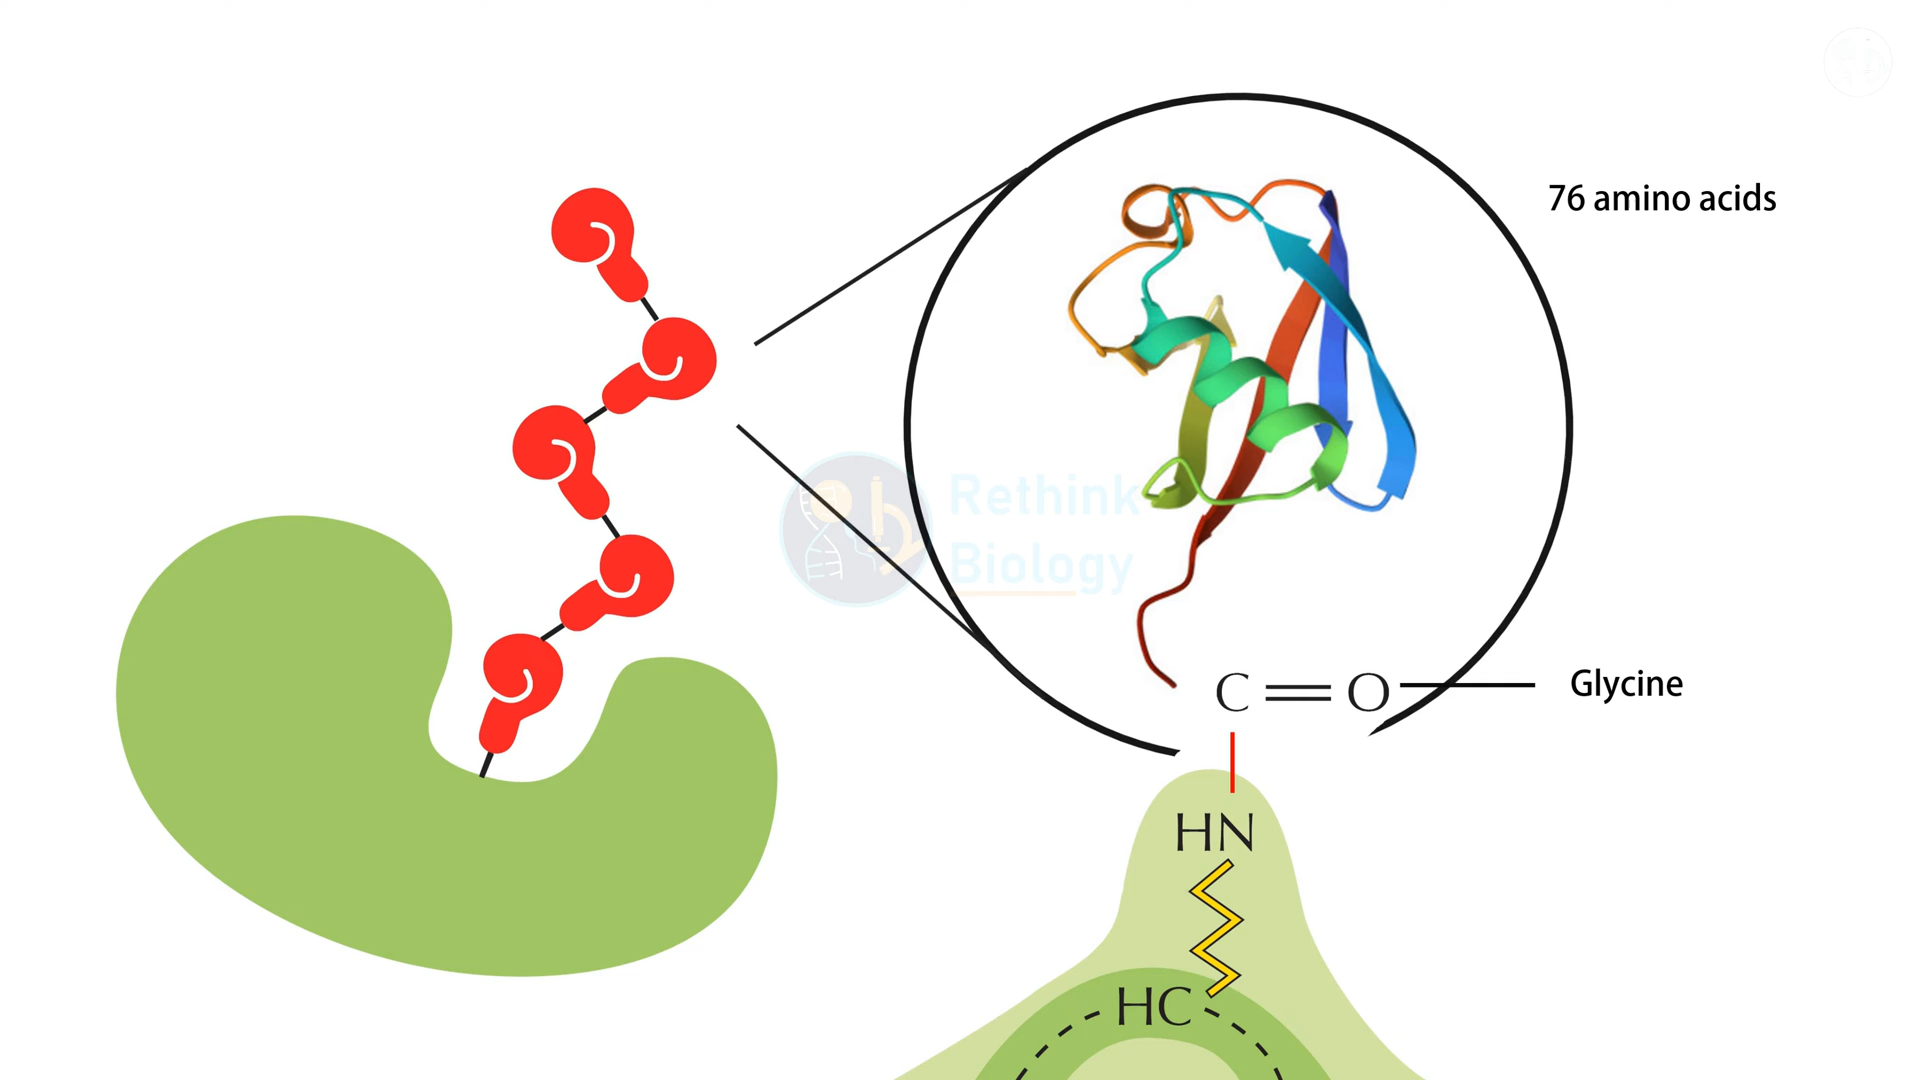 76 amino acids
Rethink
Biology
Glycine
C = O
HN
HC